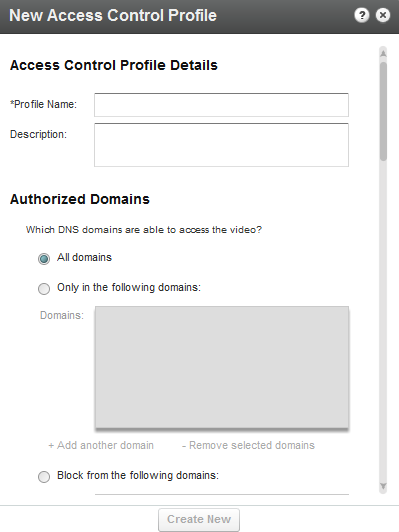 New Access Control Profile
?
Access Control Profile Details
*Profile Name:
Description:
Authorized Domains
Which DNS domains are able to access the video?
All domains
Only in the following domains:
Domains:
+ Add another domain - Remove selected domains
Block from the following domains:
Create New